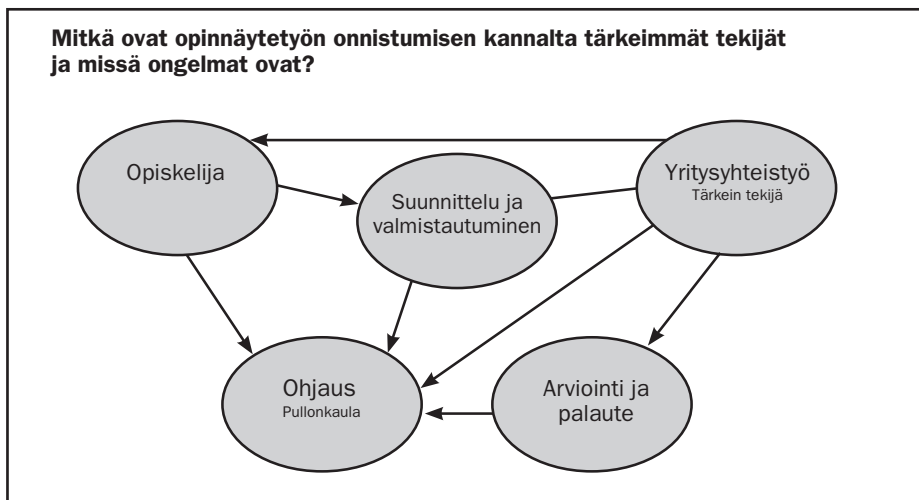 Mitkä ovat opinnäytetyön onnistumisen kannalta tärkeimmät tekijät
ja missä ongelmat ovat?
Opiskelija
Suunnittelu ja
valmistautuminen
Yritysyhteistyö
Tärkein tekijä
Ohjaus
Pullonkaula
Arviointi ja
palaute